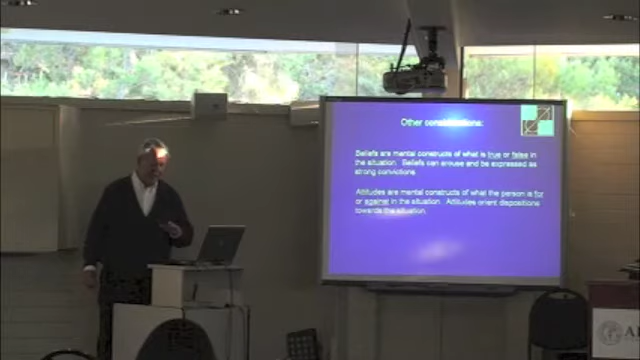 Other considerations:
Beliefs are mental constructs of what is true or false in
the situation. Beliefs can arouse and be expressed as
strong convictions.
Attitudes are mental constructs of what the person is for
or against in the situation. Attitudes orient dispositions
towards the situation.